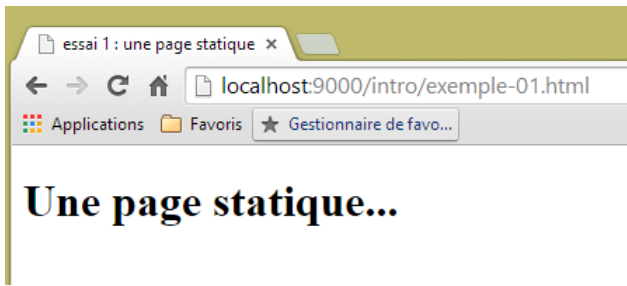 essai 1 : une page statique ×
localhost:9000/intro/exemple-01.html
Applications Favoris Gestionnaire de favo...
Une page statique...